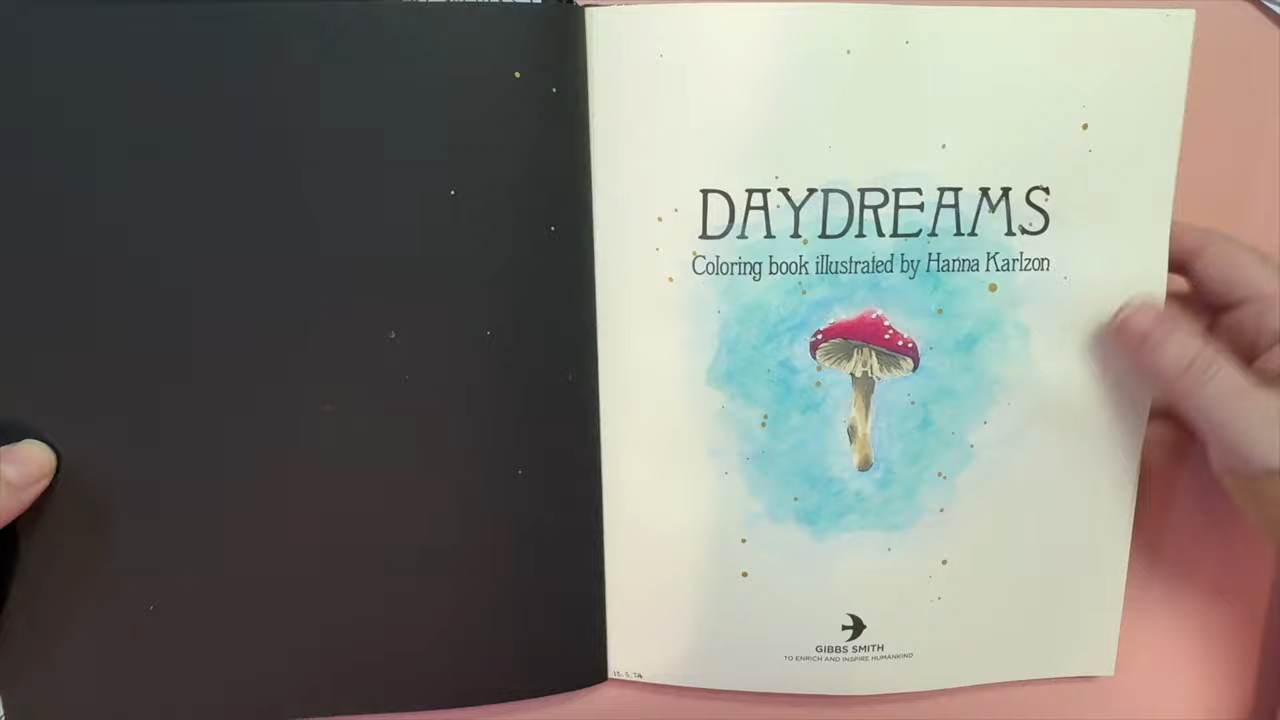 DAYDREAMS
Coloring book illustrated by Hanna Karlzon
GIBBS SMITH
TO ENRICH AND INSPIRE HUMANKIND